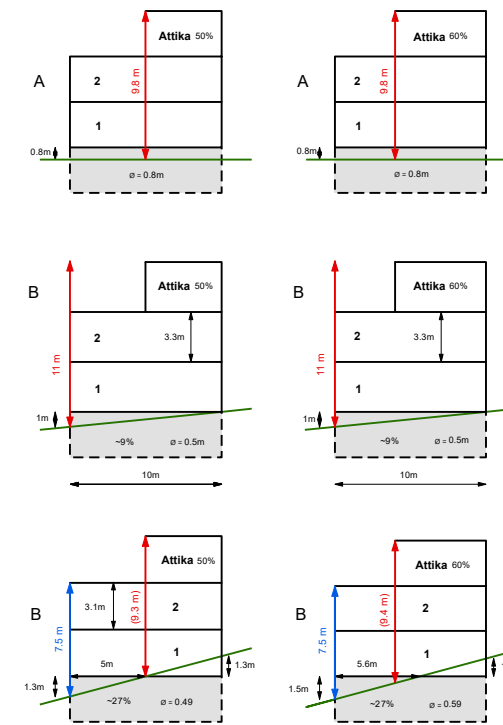 Attika 50%
A
2
9.8 m
1
0.8m
ø = 0.8m
Attika 60%
A
2
9.8 m
1
0.8m
ø = 0.8m
B
Attika 50%
2
3.3m
11 m
1
1m
~9% ø = 0.5m
10m
B
Attika 60%
2
3.3m
11 m
1
1m
~9% ø = 0.5m
10m
B
Attika 50%
3.1m
2
(9.3 m)
7.5 m
1
5m
1.3m
1.3m
~27% ø = 0.49
B
Attika 60%
2
(9.4 m)
7.5 m
1
5.6m
1.5m
~27% ø = 0.59